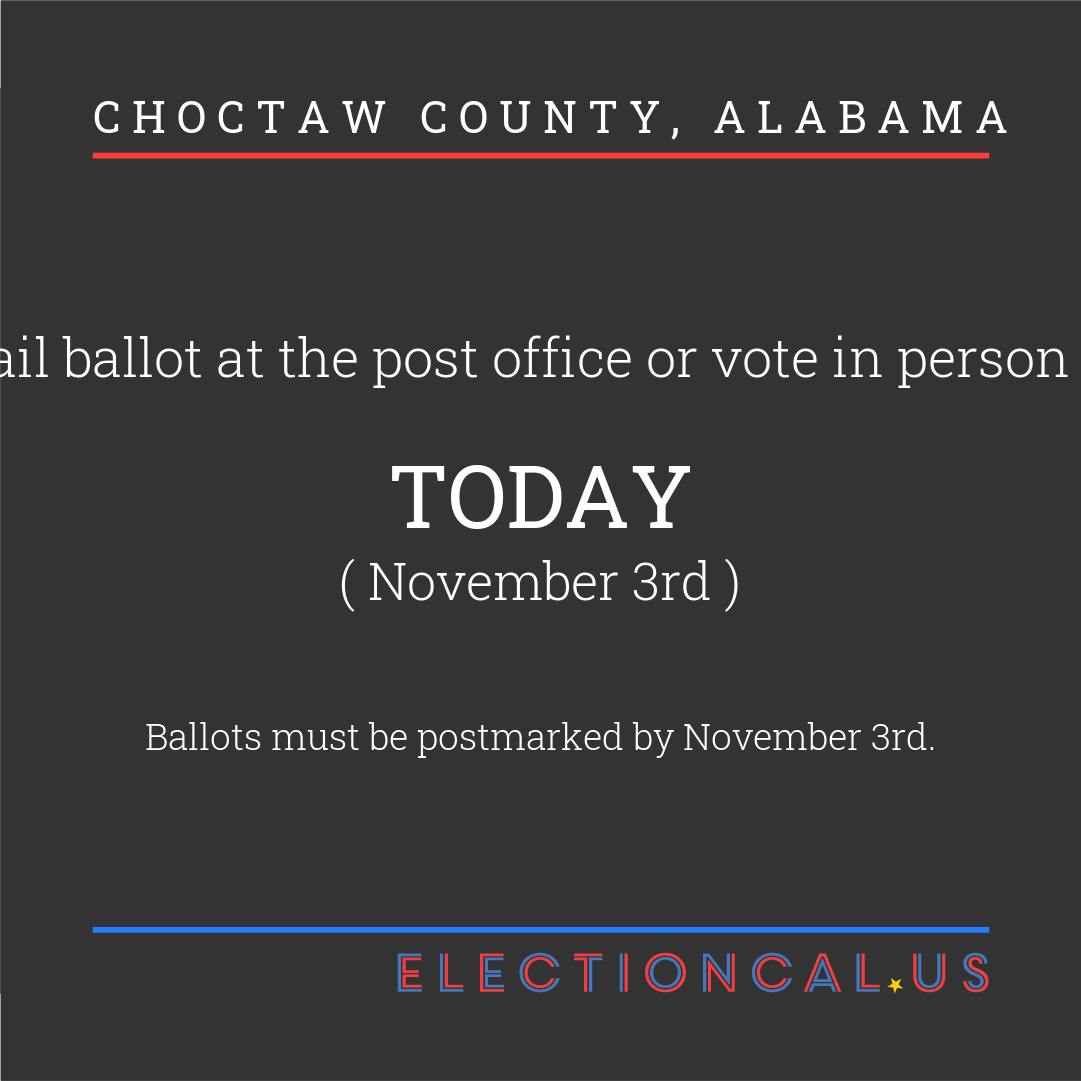 CHOCTAW COUNTY, ALABAMA
ail ballot at the post office or vote in person
TODAY
( November 3rd )
Ballots must be postmarked by November 3rd.
ELECTIONCAL.US